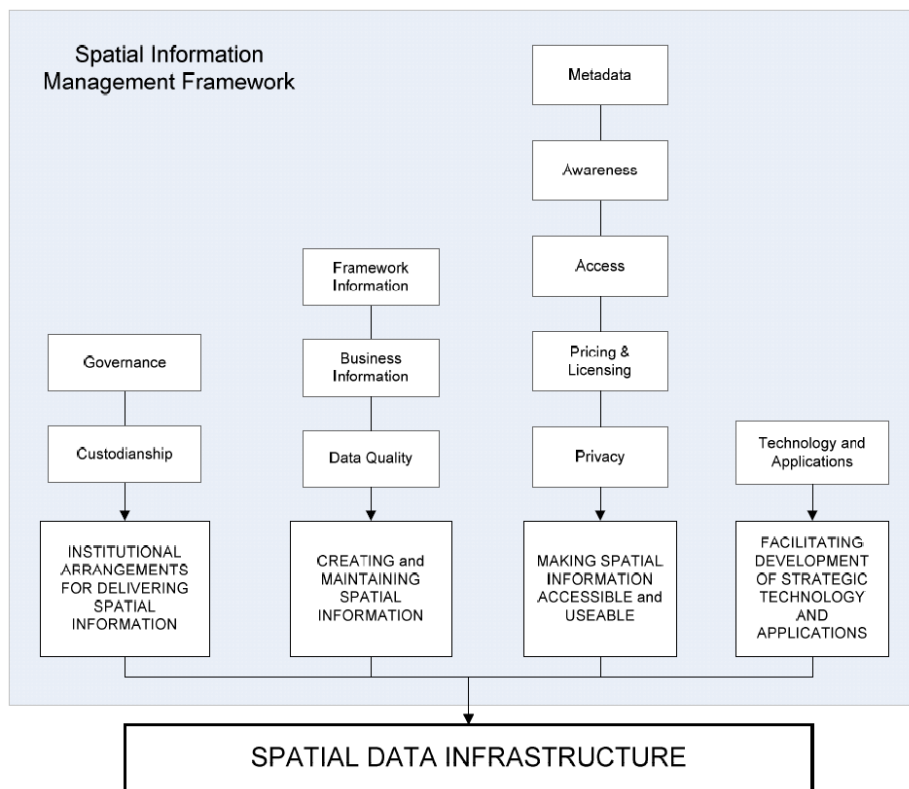 Spatial Information
Management Framework
Metadata
Awareness
Access
Pricing &
Licensing
Privacy
MAKING SPATIAL
INFORMATION
ACCESSIBLE and
USEABLE
Framework
Information
Business
Information
Data Quality
CREATING and
MAINTAINING
SPATIAL
INFORMATION
Governance
Custodianship
INSTITUTIONAL
ARRANGEMENTS
FOR DELIVERING
SPATIAL
INFORMATION
Technology and
Applications
FACILITATING
DEVELOPMENT
OF STRATEGIC
TECHNOLOGY
AND
APPLICATIONS
SPATIAL DATA INFRASTRUCTURE